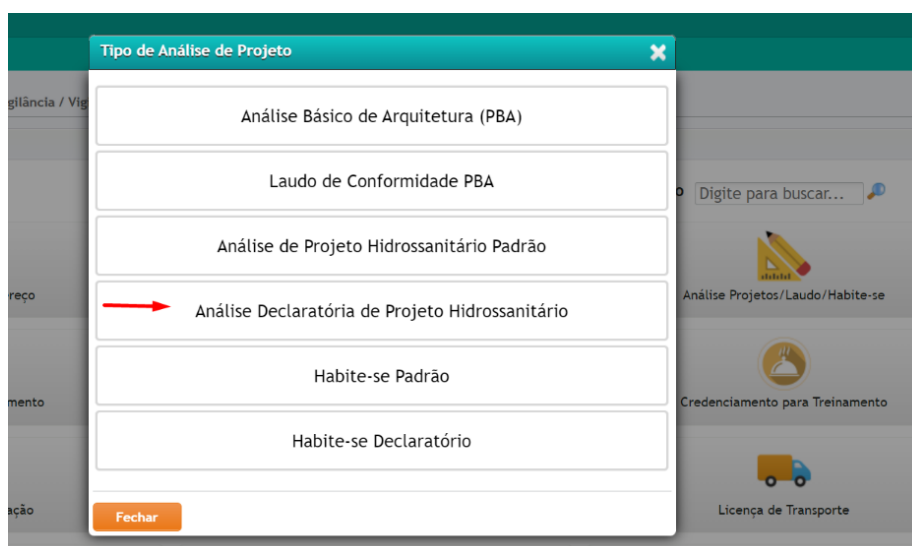 Tipo de Análise de Projeto
gilância / Vig
Análise Básico de Arquitetura (PBA)
Laudo de Conformidade PBA
o Digite para buscar...
Análise de Projeto Hidrossanitário Padrão
reço
Análise Projetos/Laudo/Habite-se
Análise Declaratória de Projeto Hidrossanitário
Habite-se Padrão
mento
Credenciamento para Treinamento
Habite-se Declaratório
ação
Fechar
Licença de Transporte